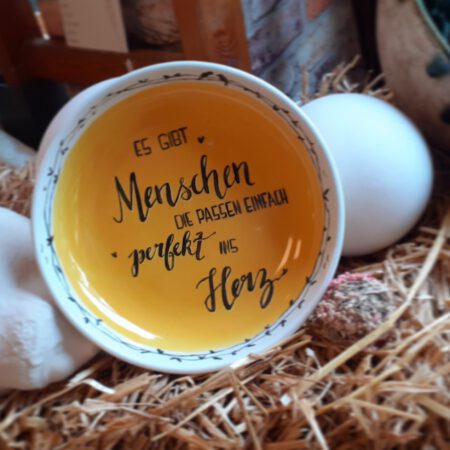 ES GIBT
Menschen
DIE PASSEN EINFACH
perfekt INS
Herz